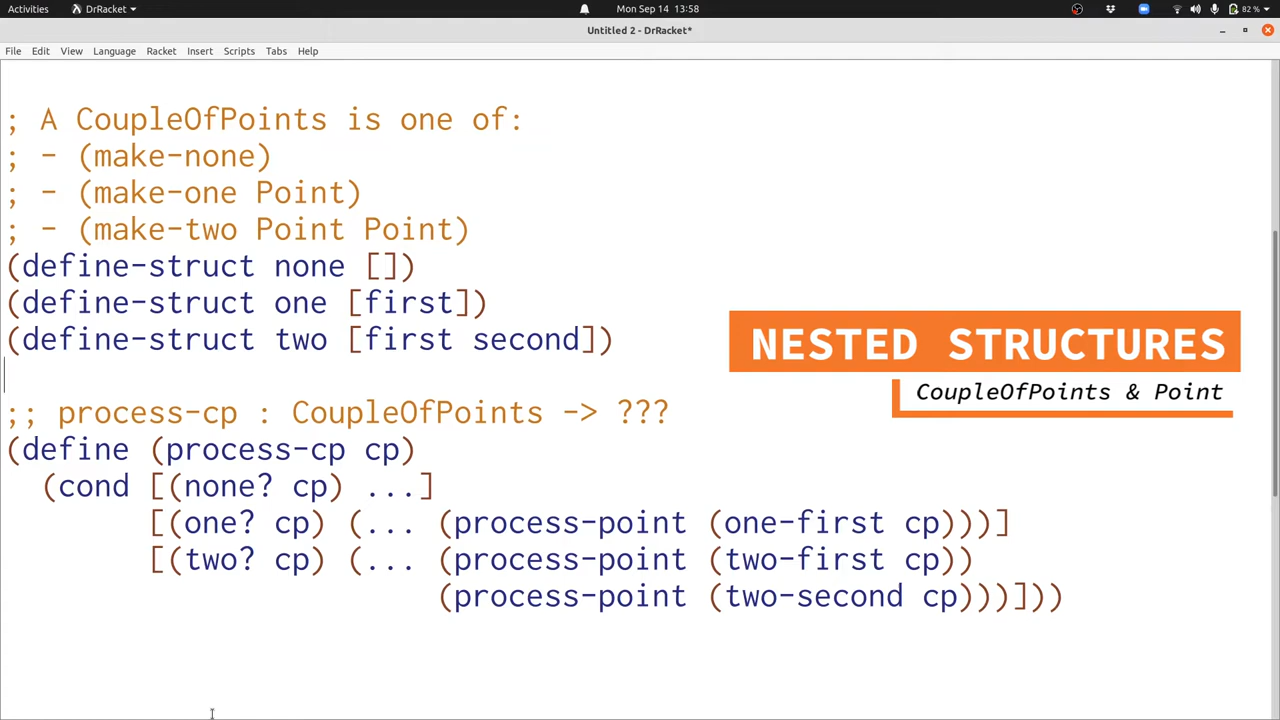 Activities DrRacket Mon Sep 14 13:58 82 %
Untitled 2 - DrRacket*
File Edit View Language Racket Insert Scripts Tabs Help
; A CoupleOfPoints is one of:
; - (make-none)
; - (make-one Point)
; - (make-two Point Point)
(define-struct none [])
(define-struct one [first])
(define-struct two [first second])
NESTED STRUCTURES
CoupleOfPoints & Point
;; process-cp : CoupleOfPoints -> ???
(define (process-cp cp)
(cond [(none? cp) ...]
[(one? cp) (... (process-point (one-first cp)))]
[(two? cp) (... (process-point (two-first cp))
(process-point (two-second cp)))]))